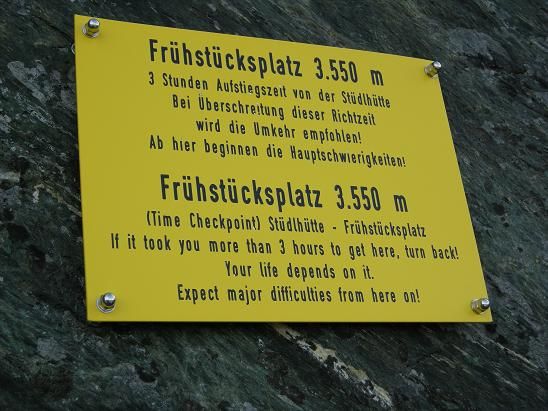 Frühstücksplatz 3.550 m
3 Stunden Aufstiegszeit von der Stüdlhütte
Bei Überschreitung dieser Richtzeit
wird die Umkehr empfohlen!
Ab hier beginnen die Hauptschwierigkeiten!
Frühstücksplatz 3.550 m
(Time Checkpoint) Stüdlhütte - Frühstücksplatz
If it took you more than 3 hours to get here, turn back!
Your life depends on it.
Expect major difficulties from here on!